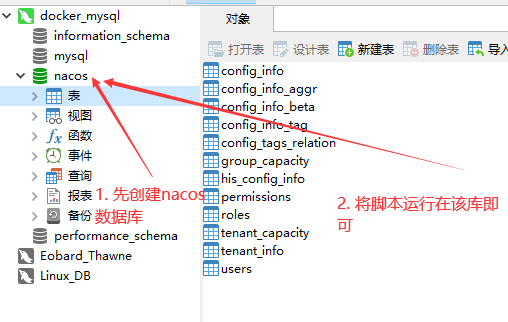 docker_mysql
information_schema
mysql
nacos
表
视图
函数
事件
查询
报表
备份
performance_schema
Eobard_Thawne
Linux_DB
1. 先创建nacos
数据库
对象
打开表 设计表 新建表 删除表 导入
config_info
config_info_aggr
config_info_beta
config_info_tag
config_tags_relation
group_capacity
his_config_info
permissions
roles
tenant_capacity
tenant_info
users
2. 将脚本运行在该库即
可